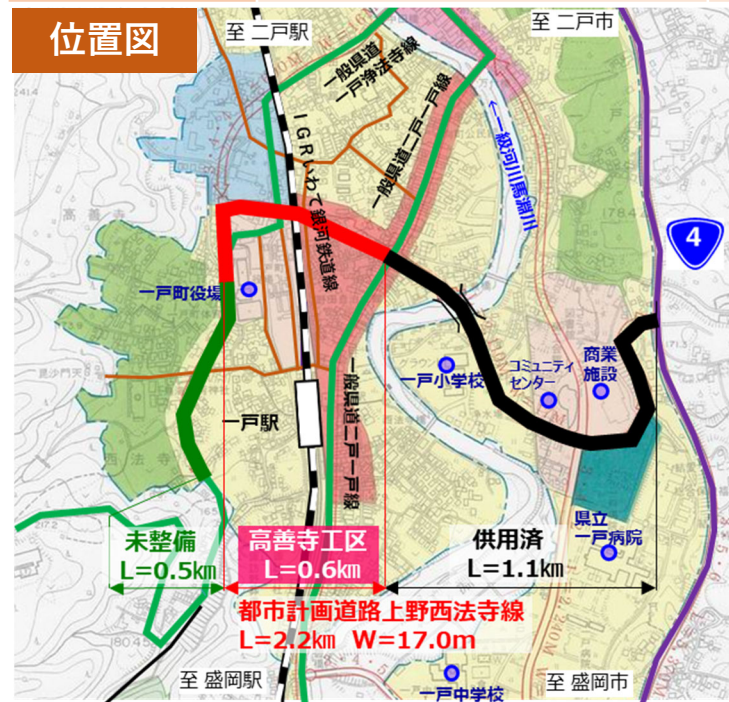 位置図
至 二戸駅
至 二戸市
一般県道
一戸浄法寺線
IGRいわて銀河鉄道線
一般県道二戸一戸線
←一級河川馬淵川
4
高善寺
一戸町役場
一戸小学校
コミュニティ
センター
商業
施設
一戸駅
一般県道二戸一戸線
西法寺
県立
一戸病院
未整備
L=0.5㎞
高善寺工区
L=0.6㎞
供用済
L=1.1㎞
都市計画道路上野西法寺線
L=2.2㎞ W=17.0m
至 盛岡駅
一戸中学校
至 盛岡市